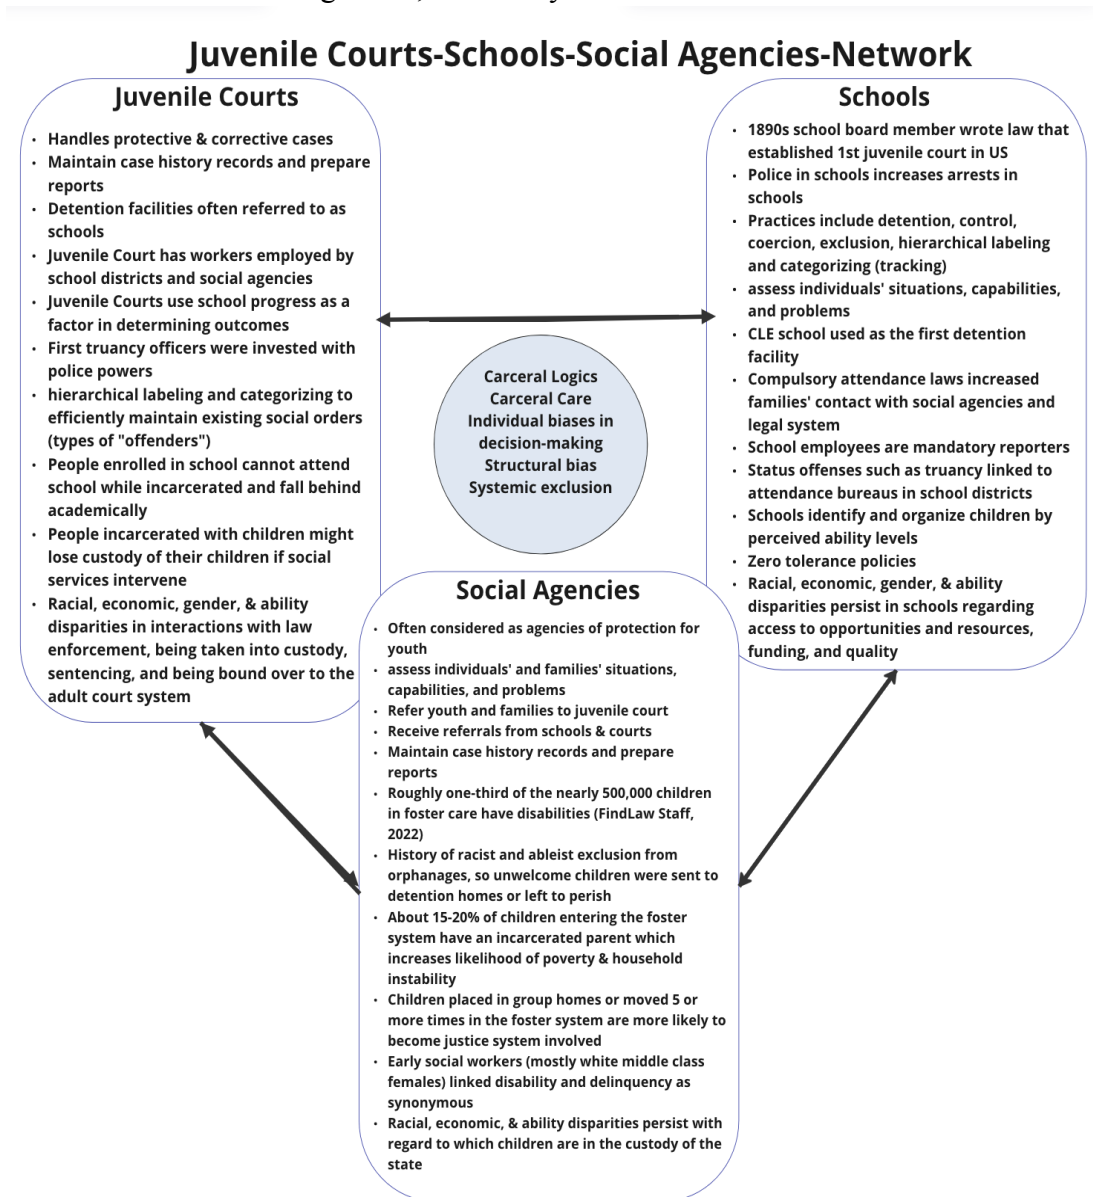 Juvenile Courts-Schools-Social Agencies-Network
Juvenile Courts
· Handles protective & corrective cases
· Maintain case history records and prepare
reports
· Detention facilities often referred to as
schools
· Juvenile Court has workers employed by
school districts and social agencies
· Juvenile Courts use school progress as a
factor in determining outcomes
· First truancy officers were invested with
police powers
· hierarchical labeling and categorizing to
efficiently maintain existing social orders
(types of "offenders")
· People enrolled in school cannot attend
school while incarcerated and fall behind
academically
· People incarcerated with children might
lose custody of their children if social
services intervene
· Racial, economic, gender, & ability
disparities in interactions with law
enforcement, being taken into custody,
sentencing, and being bound over to the
adult court system
Schools
· 1890s school board member wrote law that
established 1st juvenile court in US
· Police in schools increases arrests in
schools
· Practices include detention, control,
coercion, exclusion, hierarchical labeling
and categorizing (tracking)
· assess individuals' situations, capabilities,
and problems
· CLE school used as the first detention
facility
· Compulsory attendance laws increased
families' contact with social agencies and
legal system
· School employees are mandatory reporters
· Status offenses such as truancy linked to
attendance bureaus in school districts
· Schools identify and organize children by
perceived ability levels
· Zero tolerance policies
· Racial, economic, gender, & ability
disparities persist in schools regarding
access to opportunities and resources,
funding, and quality
Carceral Logics
Carceral Care
Individual biases in
decision-making
Structural bias
Systemic exclusion
Social Agencies
· Often considered as agencies of protection for
youth
· assess individuals' and families' situations,
capabilities, and problems
· Refer youth and families to juvenile court
· Receive referrals from schools & courts
· Maintain case history records and prepare
reports
· Roughly one-third of the nearly 500,000 children
in foster care have disabilities (FindLaw Staff,
2022)
· History of racist and ableist exclusion from
orphanages, so unwelcome children were sent to
detention homes or left to perish
· About 15-20% of children entering the foster
system have an incarcerated parent which
increases likelihood of poverty & household
instability
· Children placed in group homes or moved 5 or
more times in the foster system are more likely to
become justice system involved
· Early social workers (mostly white middle class
females) linked disability and delinquency as
synonymous
· Racial, economic, & ability disparities persist with
regard to which children are in the custody of the
state